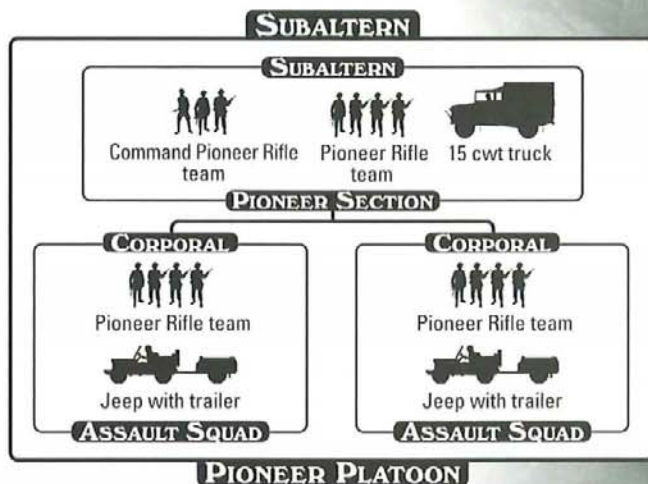 SUBALTERN
SUBALTERN
Command Pioneer Rifle team
Pioneer Rifle team
15 cwt truck
PIONEER SECTION
CORPORAL
Pioneer Rifle team
Jeep with trailer
ASSAULT SQUAD
CORPORAL
Pioneer Rifle team
Jeep with trailer
ASSAULT SQUAD
PIONEER PLATOON